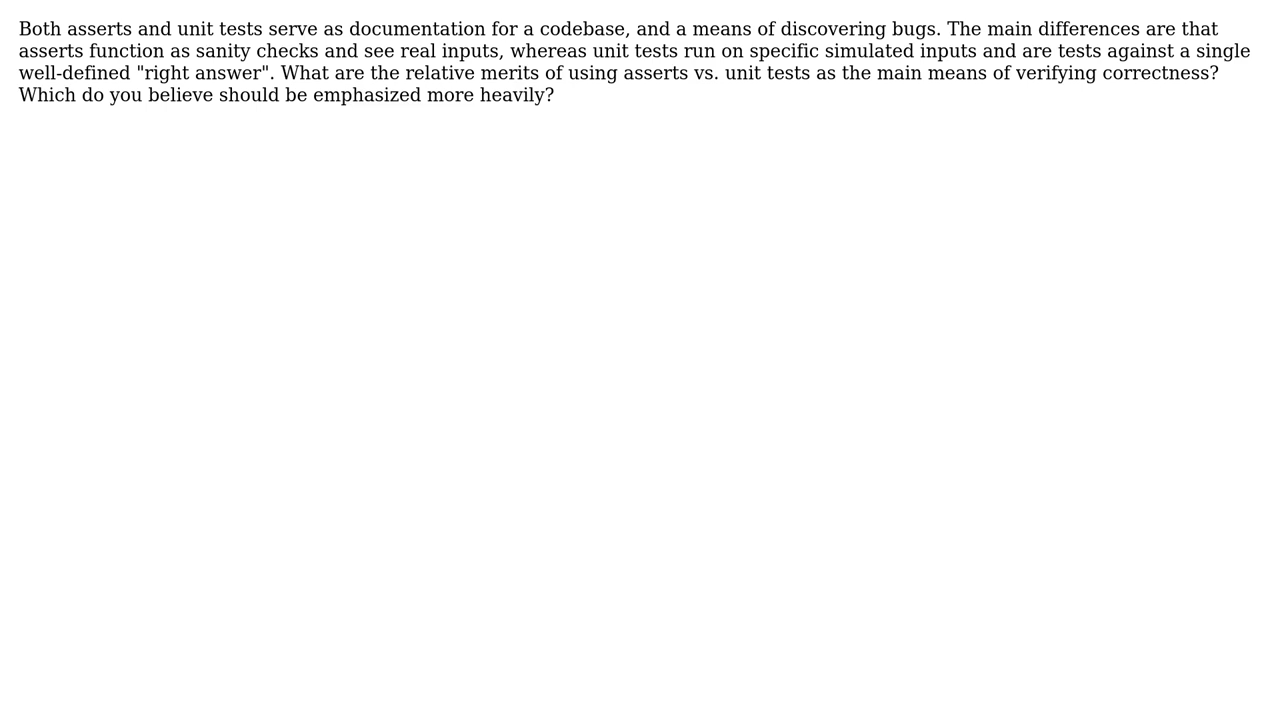 Both asserts and unit tests serve as documentation for a codebase, and a means of discovering bugs. The main differences are that
asserts function as sanity checks and see real inputs, whereas unit tests run on specific simulated inputs and are tests against a single
well-defined "right answer". What are the relative merits of using asserts vs. unit tests as the main means of verifying correctness?
Which do you believe should be emphasized more heavily?